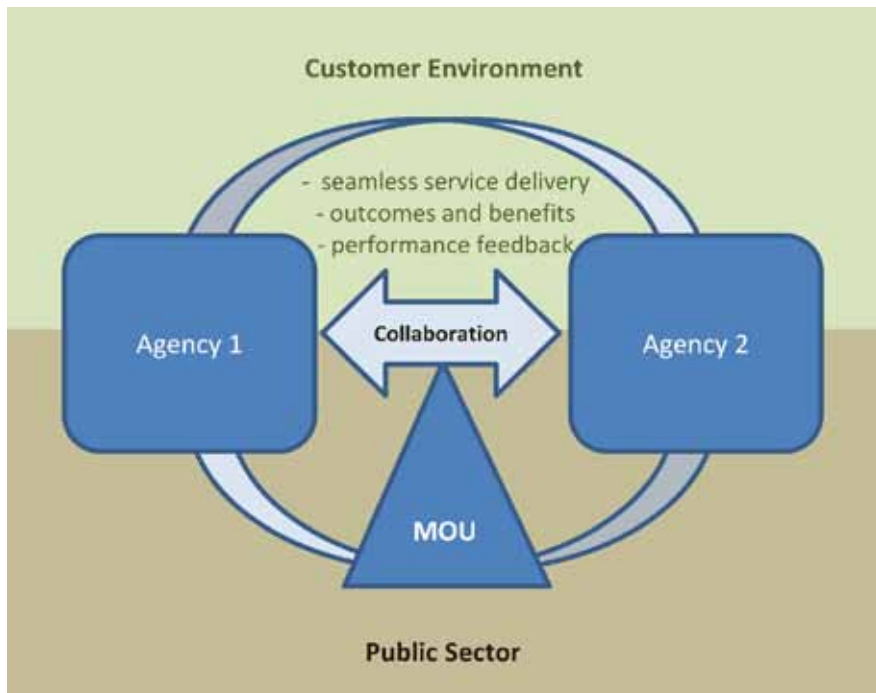 Customer Environment
- seamless service delivery
- outcomes and benefits
- performance feedback
Agency 1
Collaboration
Agency 2
MOU
Public Sector